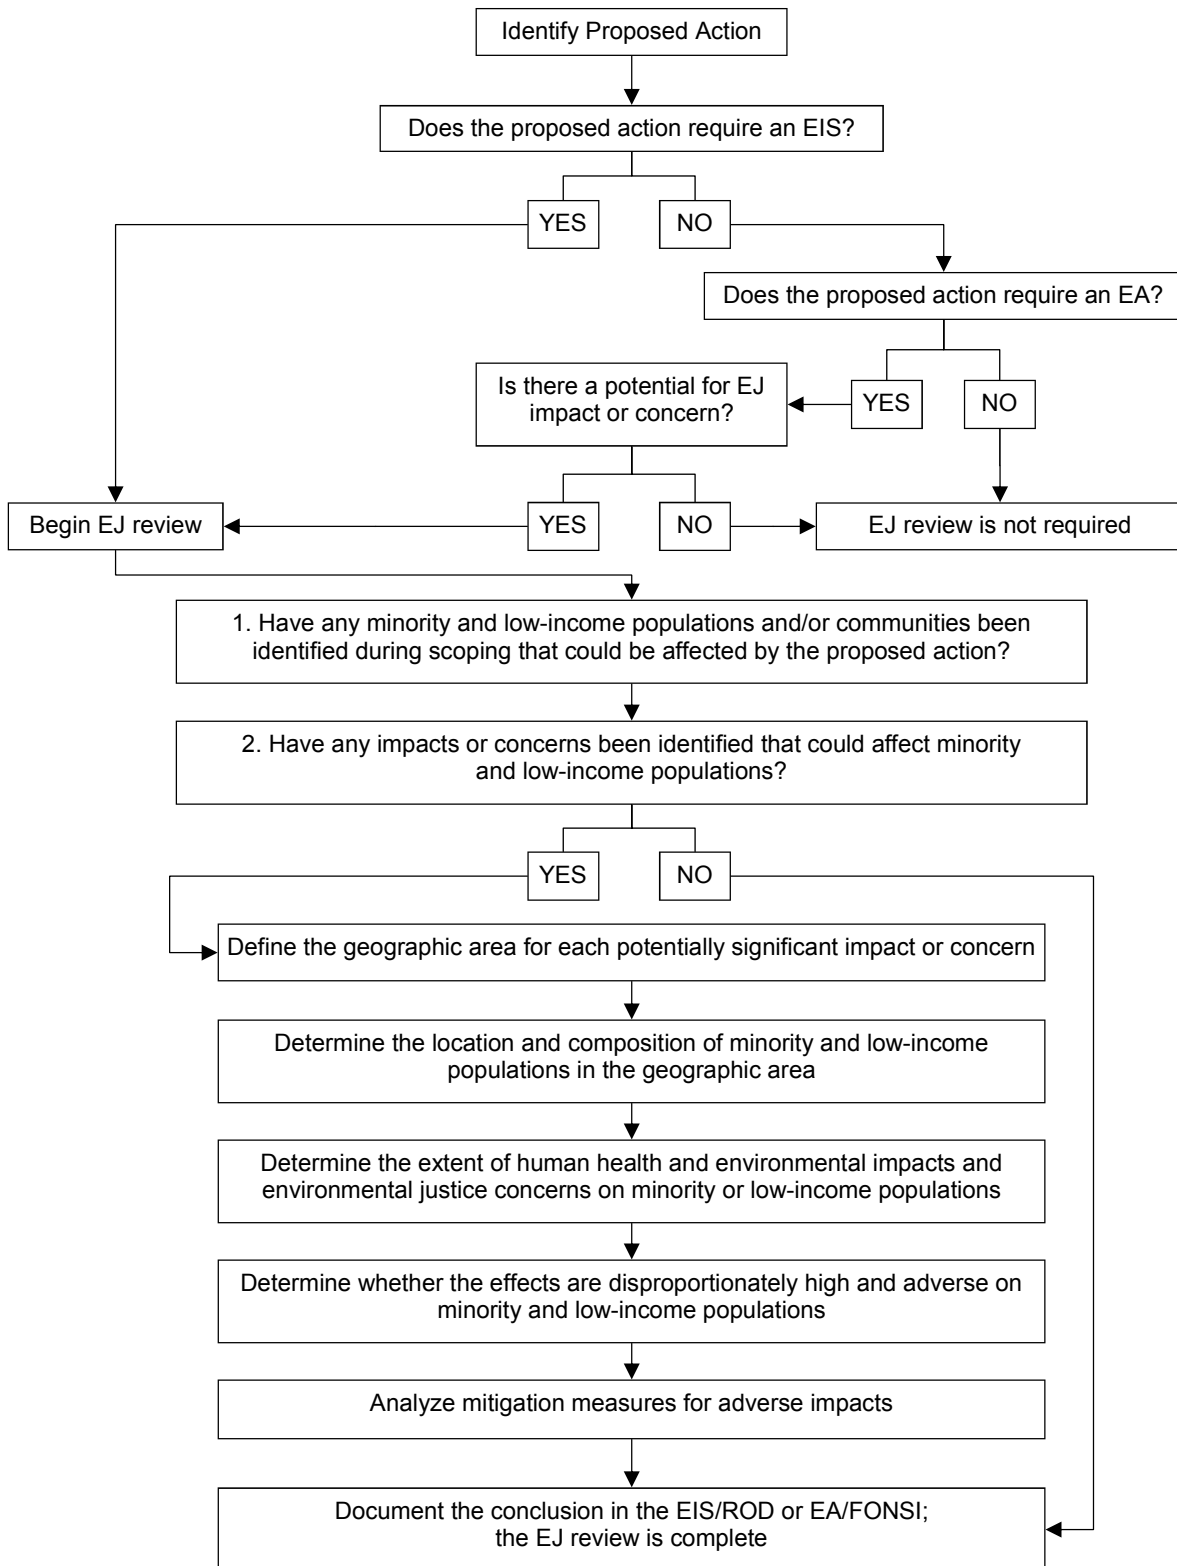 Identify Proposed Action
Does the proposed action require an EIS?
YES
NO
Does the proposed action require an EA?
Is there a potential for EJ
impact or concern?
YES
NO
Begin EJ review
YES
NO
EJ review is not required
1. Have any minority and low-income populations and/or communities been
identified during scoping that could be affected by the proposed action?
2. Have any impacts or concerns been identified that could affect minority
and low-income populations?
YES
NO
Define the geographic area for each potentially significant impact or concern
Determine the location and composition of minority and low-income
populations in the geographic area
Determine the extent of human health and environmental impacts and
environmental justice concerns on minority or low-income populations
Determine whether the effects are disproportionately high and adverse on
minority and low-income populations
Analyze mitigation measures for adverse impacts
Document the conclusion in the EIS/ROD or EA/FONSI;
the EJ review is complete